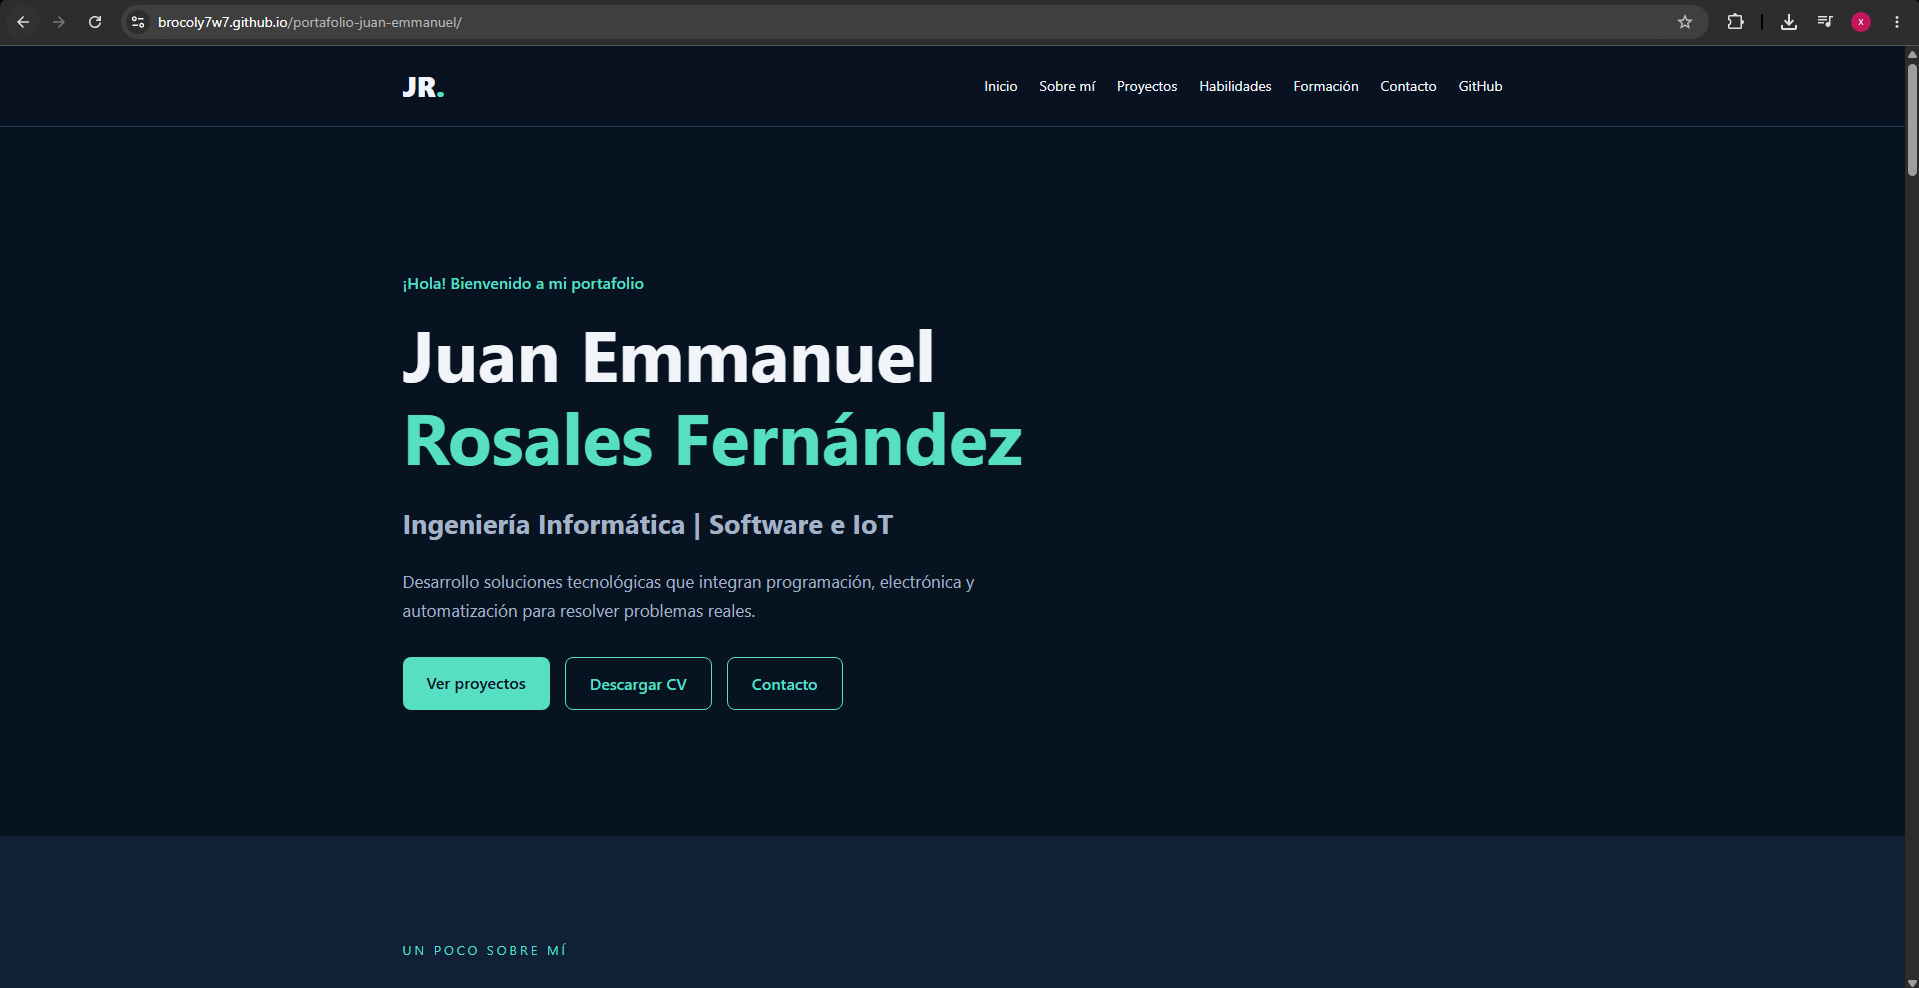 brocoly7w7.github.io/portafolio-juan-emmanuel/
x
JR.
Inicio Sobre mí Proyectos Habilidades Formación Contacto GitHub
¡Hola! Bienvenido a mi portafolio
Juan Emmanuel
Rosales Fernández
Ingeniería Informática | Software e IoT
Desarrollo soluciones tecnológicas que integran programación, electrónica y
automatización para resolver problemas reales.
Ver proyectos Descargar CV Contacto
UN POCO SOBRE MÍ